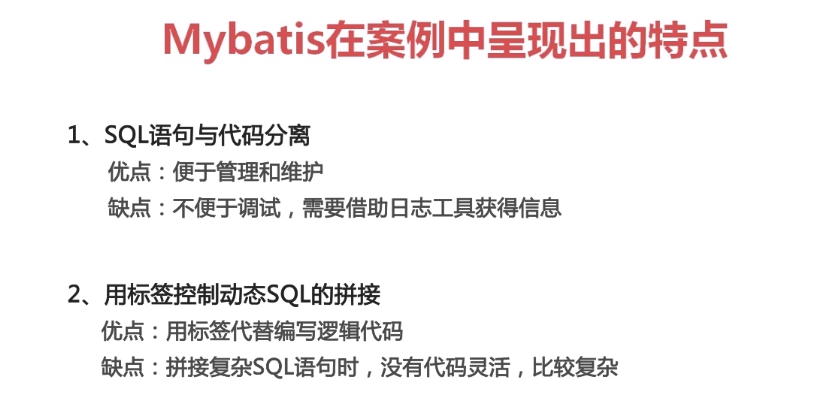 Mybatis在案例中呈现出的特点
1、SQL语句与代码分离
优点：便于管理和维护
缺点：不便于调试，需要借助日志工具获得信息
2、用标签控制动态SQL的拼接
优点：用标签代替编写逻辑代码
缺点：拼接复杂SQL语句时，没有代码灵活，比较复杂